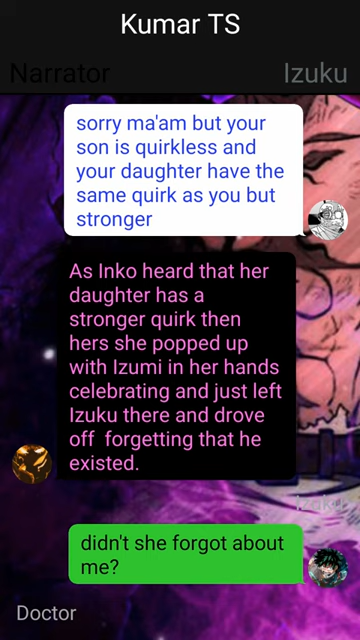 Kumar TS
Narrator
Izuku
sorry ma'am but your
son is quirkless and
your daughter have the
same quirk as you but
stronger
As Inko heard that her
daughter has a
stronger quirk then
hers she popped up
with Izumi in her hands
celebrating and just left
Izuku there and drove
off forgetting that he
existed.
Izuku
didn't she forgot about
me?
Doctor